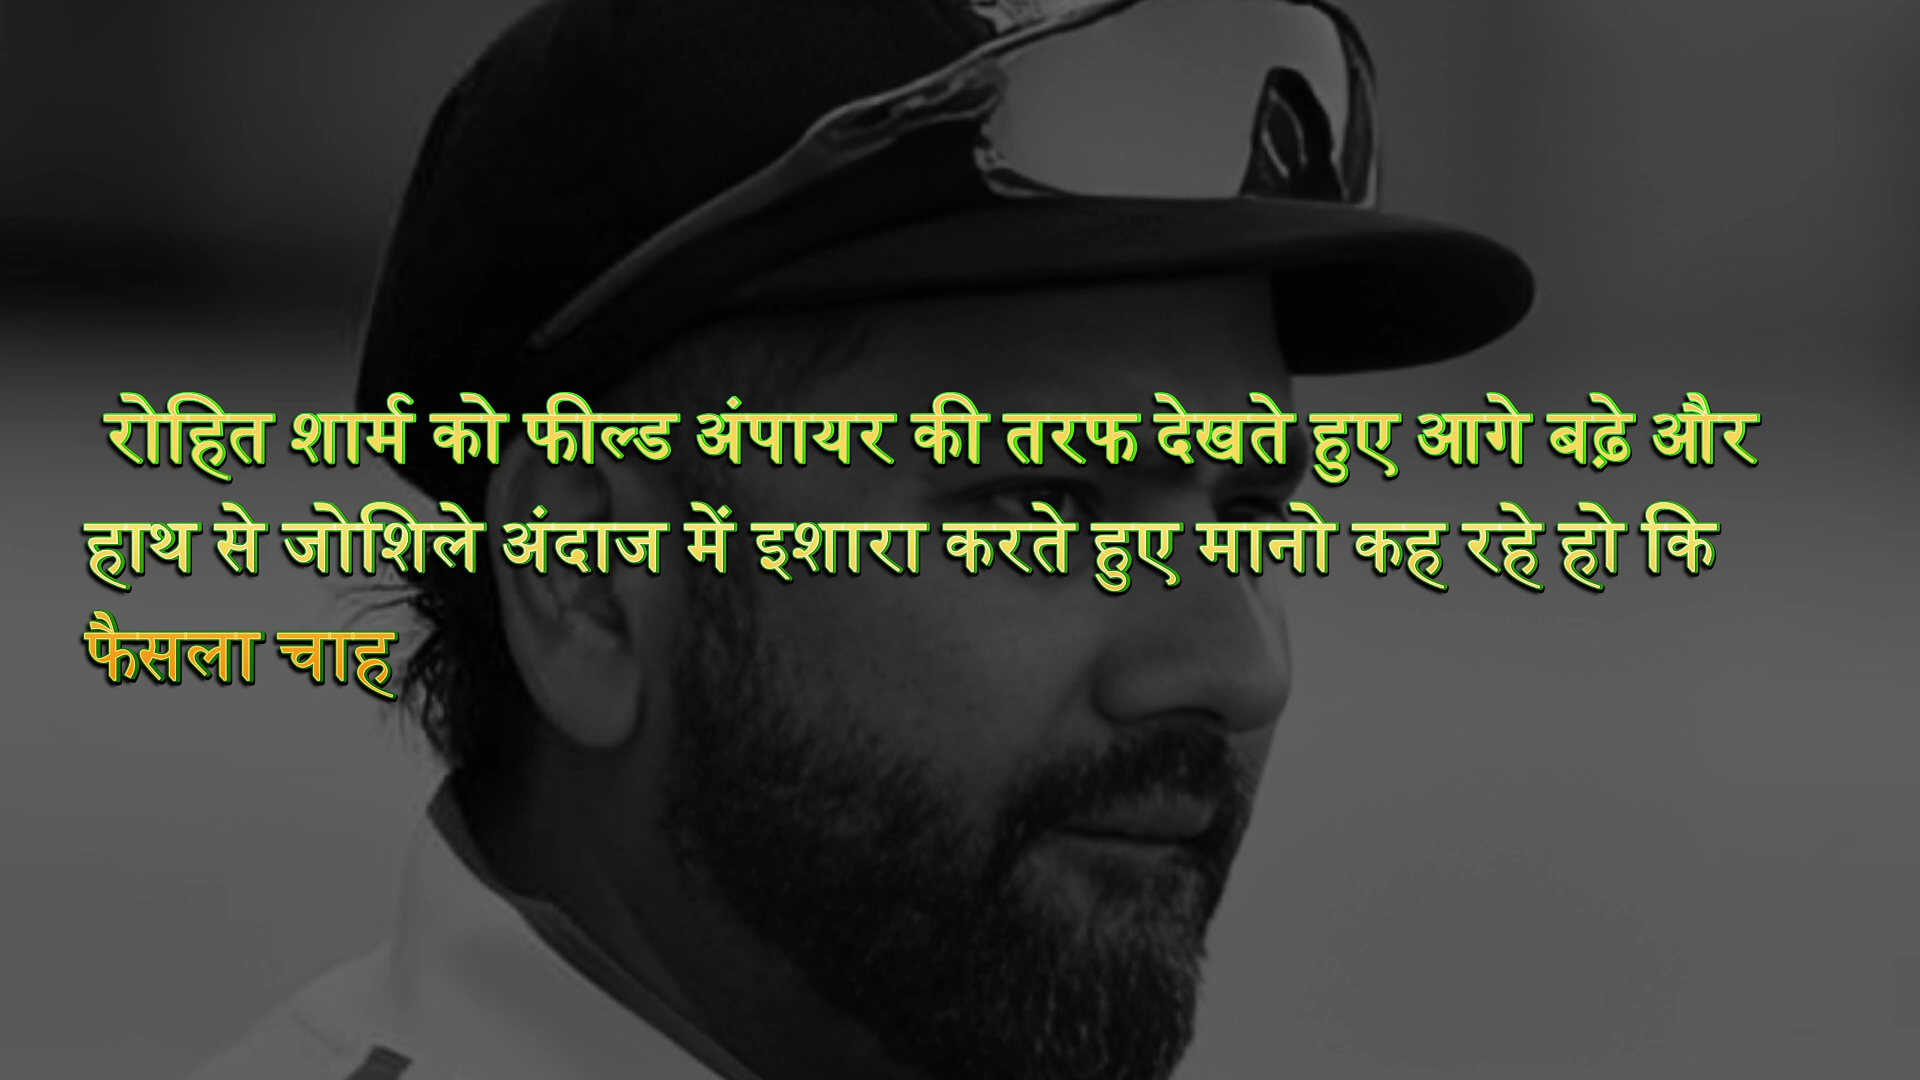 रोहित शार्म को फील्ड अंपायर की तरफ देखते हुए आगे बढ़े और
हाथ से जोशिले अंदाज में इशारा करते हुए मानो कह रहे हो कि
फैसला चाह